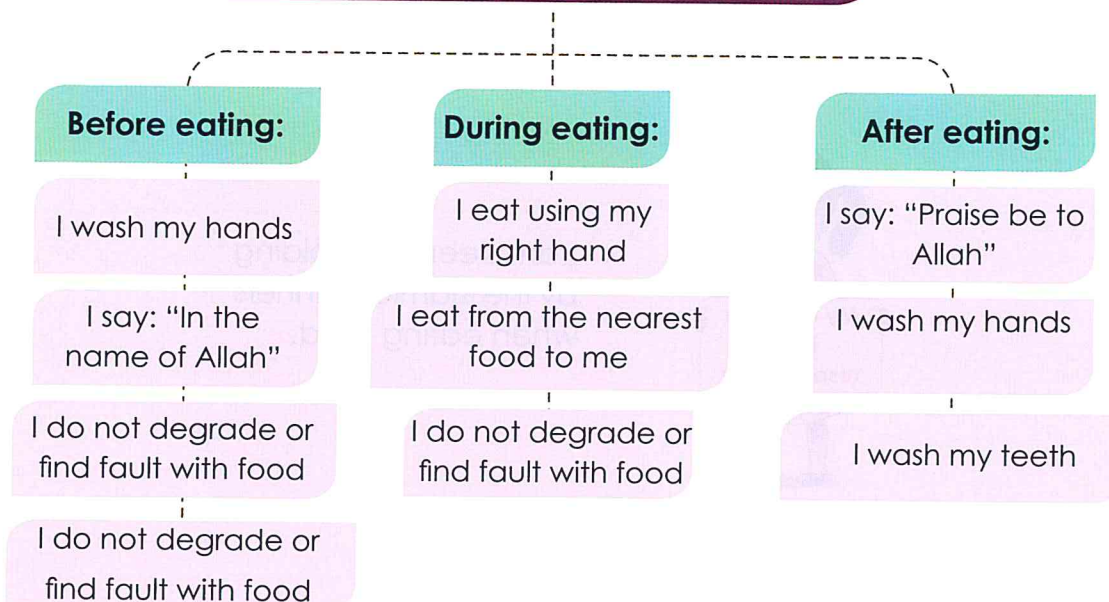 Before eating:
I wash my hands
I say: “In the
name of Allah”
I do not degrade or
find fault with food
I do not degrade or
find fault with food
During eating:
I eat using my
right hand
I eat from the nearest
food to me
I do not degrade or
find fault with food
After eating:
I say: “Praise be to
Allah”
I wash my hands
I wash my teeth